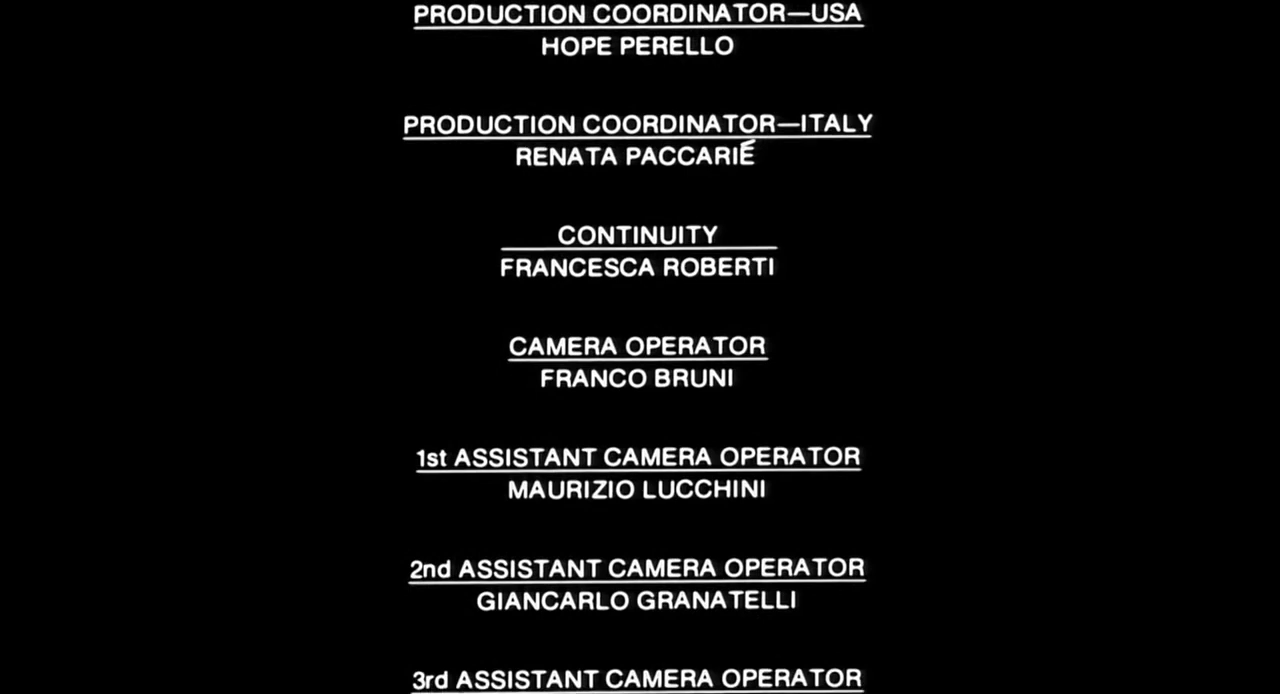 PRODUCTION COORDINATOR—USA
HOPE PERELLO
PRODUCTION COORDINATOR—ITALY
RENATA PACCARIÉ
CONTINUITY
FRANCESCA ROBERTI
CAMERA OPERATOR
FRANCO BRUNI
1st ASSISTANT CAMERA OPERATOR
MAURIZIO LUCCHINI
2nd ASSISTANT CAMERA OPERATOR
GIANCARLO GRANATELLI
3rd ASSISTANT CAMERA OPERATOR